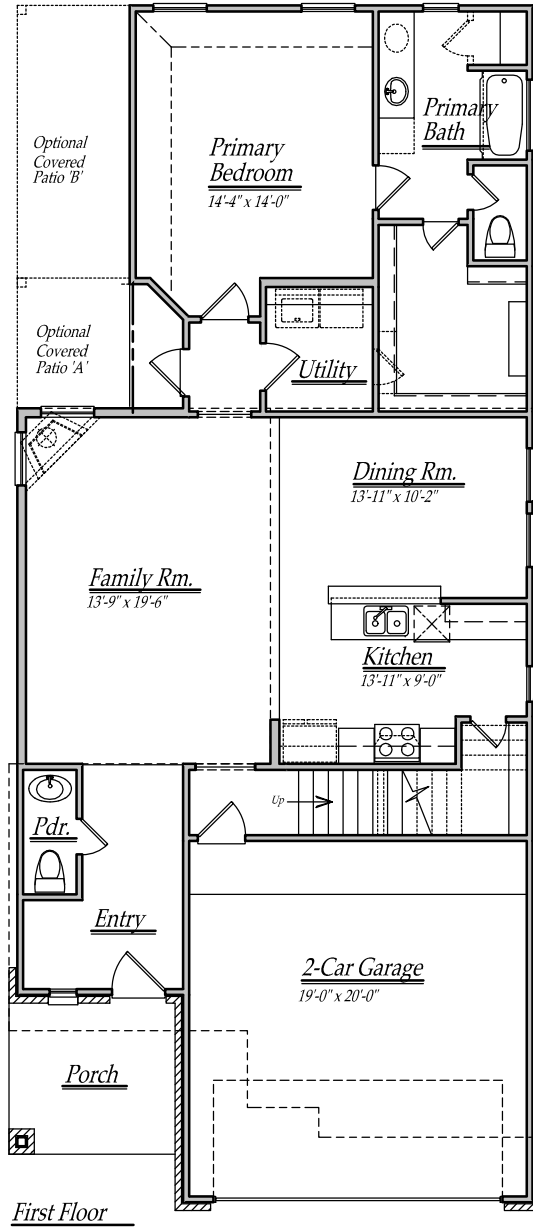 Optional
Covered
Patio 'B'
Primary
Bedroom
14'-4" x 14'-0"
Primary
Bath
Optional
Covered
Patio 'A'
Utility
Dining Rm.
13'-11" x 10'-2"
Family Rm.
13'-9" x 19'-6"
Kitchen
13'-11" x 9'-0"
Up
Pdr.
Entry
2-Car Garage
19'-0" x 20'-0"
Porch
First Floor